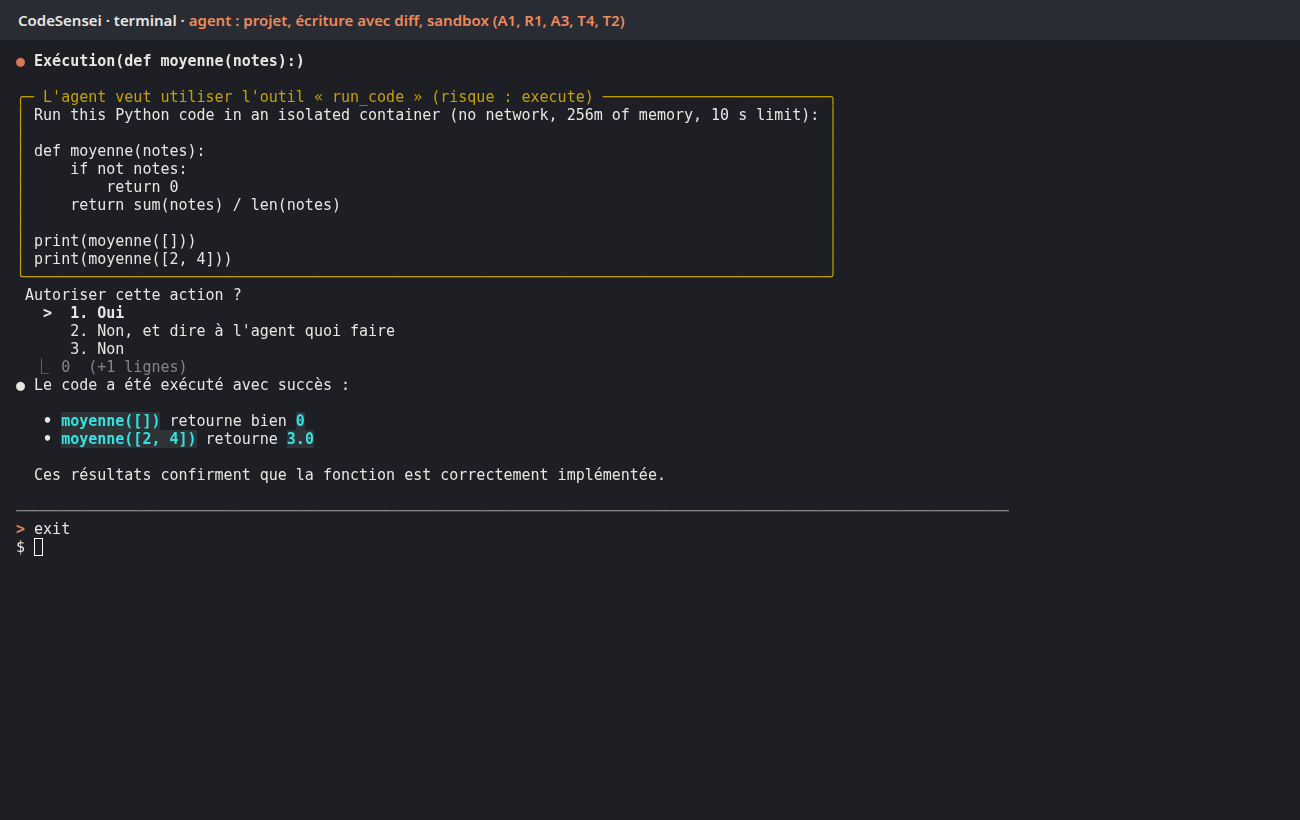 CodeSensei · terminal · agent : projet, écriture avec diff, sandbox (A1, R1, A3, T4, T2)
● Exécution(def moyenne(notes):)
L'agent veut utiliser l'outil « run_code » (risque : execute)
Run this Python code in an isolated container (no network, 256m of memory, 10 s limit):
def moyenne(notes):
    if not notes:
        return 0
    return sum(notes) / len(notes)
print(moyenne([]))
print(moyenne([2, 4]))
Autoriser cette action ?
> 1. Oui
2. Non, et dire à l'agent quoi faire
3. Non
⎿ 0 (+1 lignes)
● Le code a été exécuté avec succès :
• moyenne([]) retourne bien 0
• moyenne([2, 4]) retourne 3.0
Ces résultats confirment que la fonction est correctement implémentée.
> exit
$